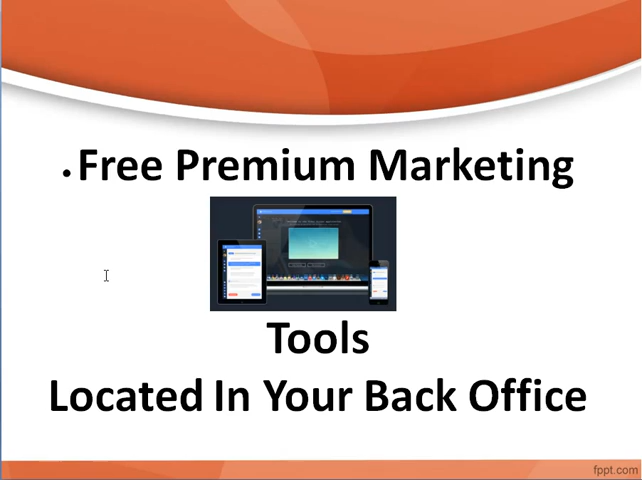 • Free Premium Marketing
Tools
Located In Your Back Office
fppt.com